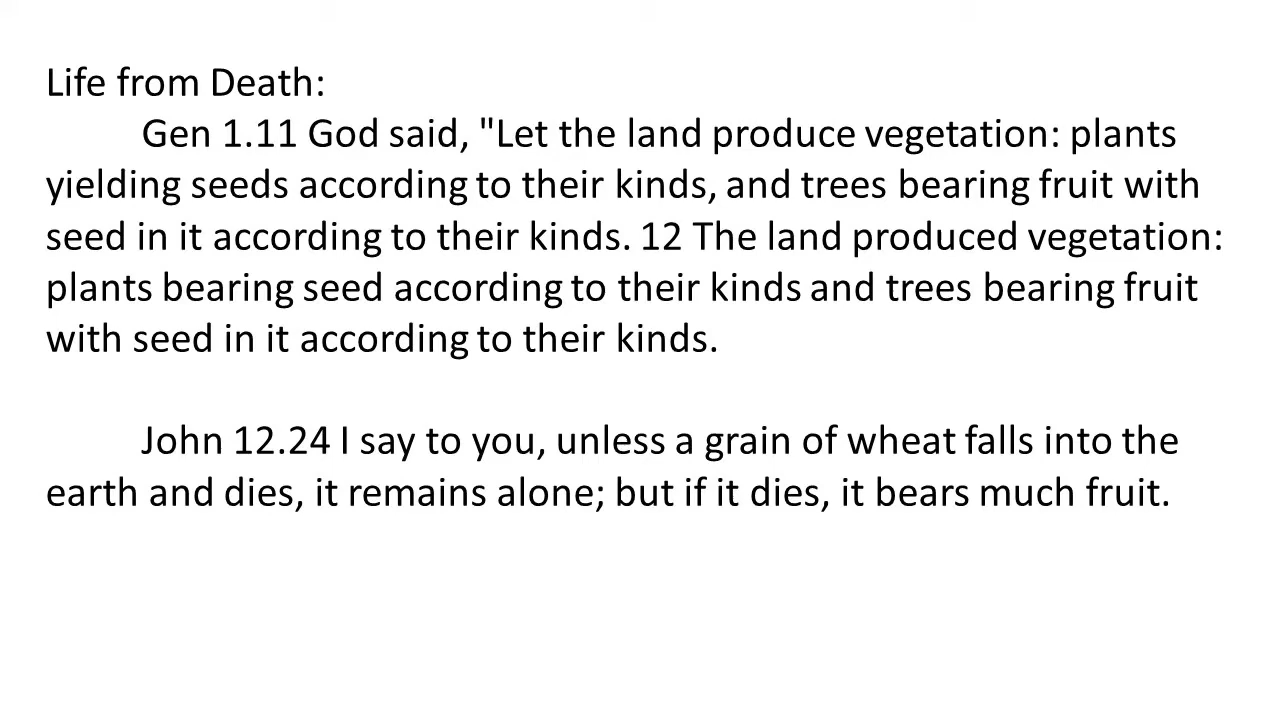 Life from Death:
Gen 1.11 God said, "Let the land produce vegetation: plants
yielding seeds according to their kinds, and trees bearing fruit with
seed in it according to their kinds. 12 The land produced vegetation:
plants bearing seed according to their kinds and trees bearing fruit
with seed in it according to their kinds.
John 12.24 I say to you, unless a grain of wheat falls into the
earth and dies, it remains alone; but if it dies, it bears much fruit.